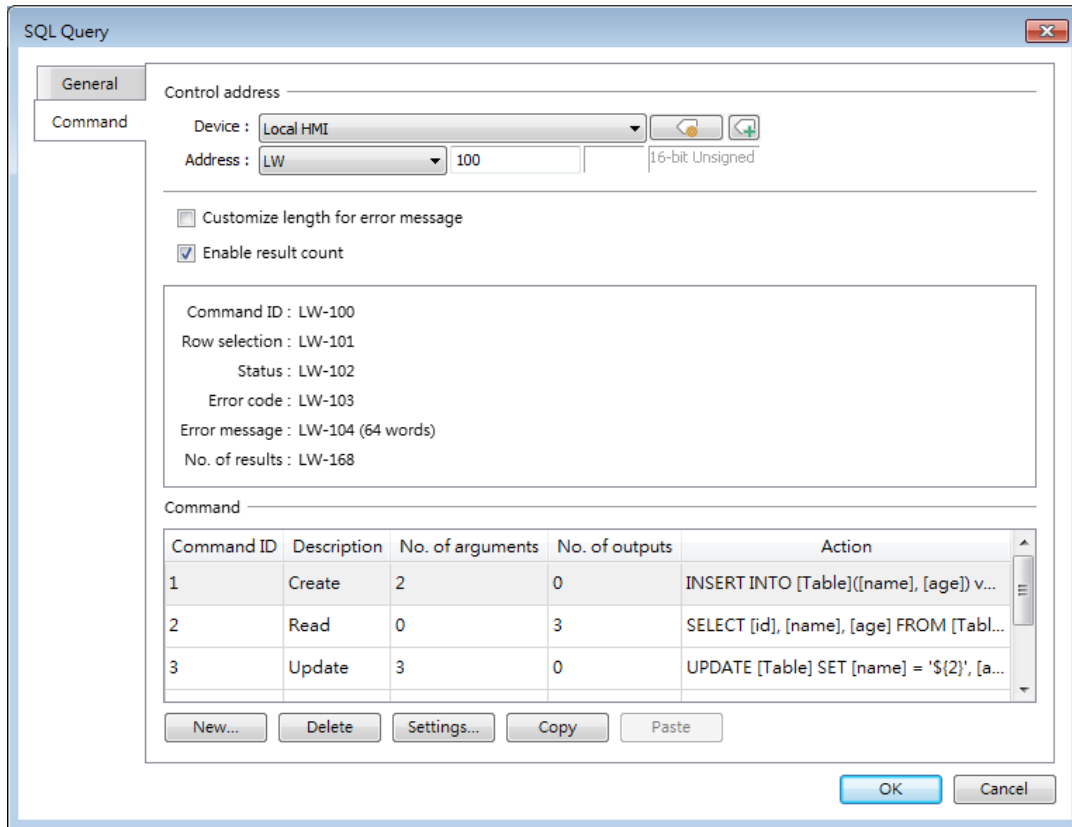 SQL Query
General
Command
Control address
Device : Local HMI
Address : LW 100 16-bit Unsigned
Customize length for error message
Enable result count
Command ID : LW-100
Row selection : LW-101
Status : LW-102
Error code : LW-103
Error message : LW-104 (64 words)
No. of results : LW-168
Command
Command ID Description No. of arguments No. of outputs Action
1 Create 2 0 INSERT INTO [Table]([name], [age]) v...
2 Read 0 3 SELECT [id], [name], [age] FROM [Tabl...
3 Update 3 0 UPDATE [Table] SET [name] = '${2}', [a...
New... Delete Settings... Copy Paste
OK Cancel